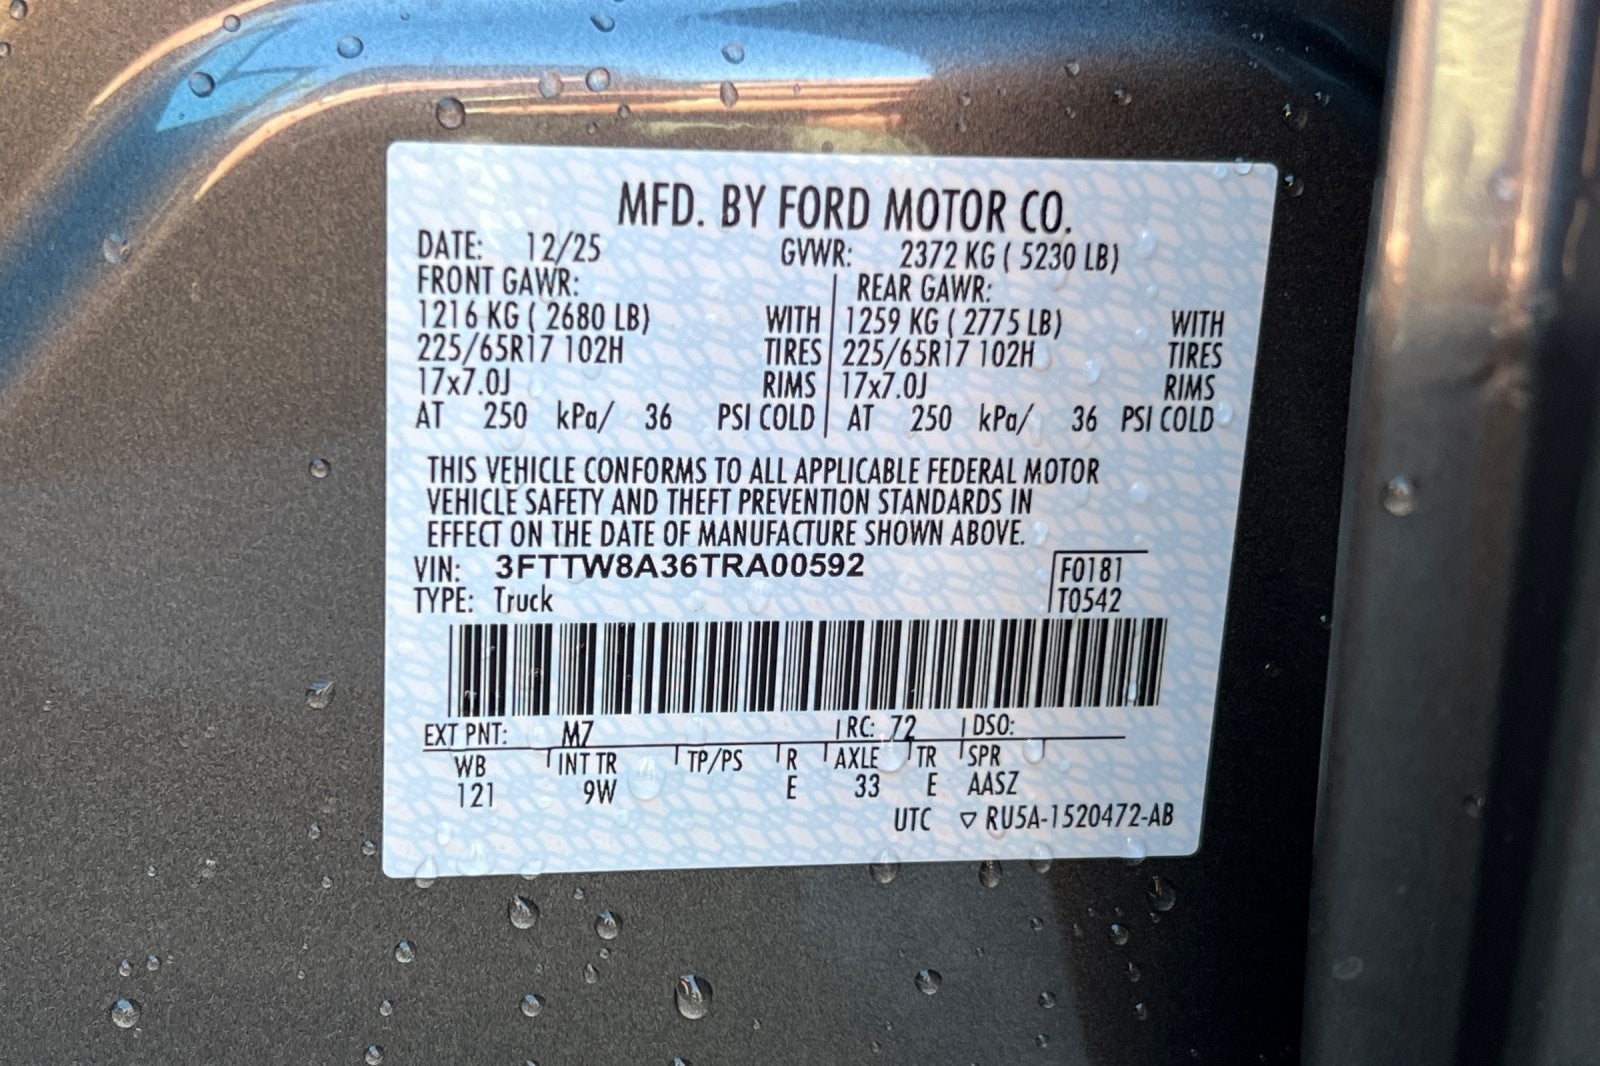 MFD. BY FORD MOTOR CO.
DATE: 12/25 GVWR: 2372 KG ( 5230 LB)
FRONT GAWR: REAR GAWR:
1216 KG ( 2680 LB) WITH 1259 KG ( 2775 LB) WITH
225/65R17 102H TIRES 225/65R17 102H TIRES
17x7.0J RIMS 17x7.0J RIMS
AT 250 kPa/ 36 PSI COLD AT 250 kPa/ 36 PSI COLD
THIS VEHICLE CONFORMS TO ALL APPLICABLE FEDERAL MOTOR
VEHICLE SAFETY AND THEFT PREVENTION STANDARDS IN
EFFECT ON THE DATE OF MANUFACTURE SHOWN ABOVE.
VIN: 3FTTW8A36TRA00592 F0181
TYPE: Truck T0542
EXT PNT: M7 RC: 72 DSO:
WB INT TR TP/PS R AXLE TR SPR
121 9W E 33 E AASZ
UTC ▽ RU5A-1520472-AB